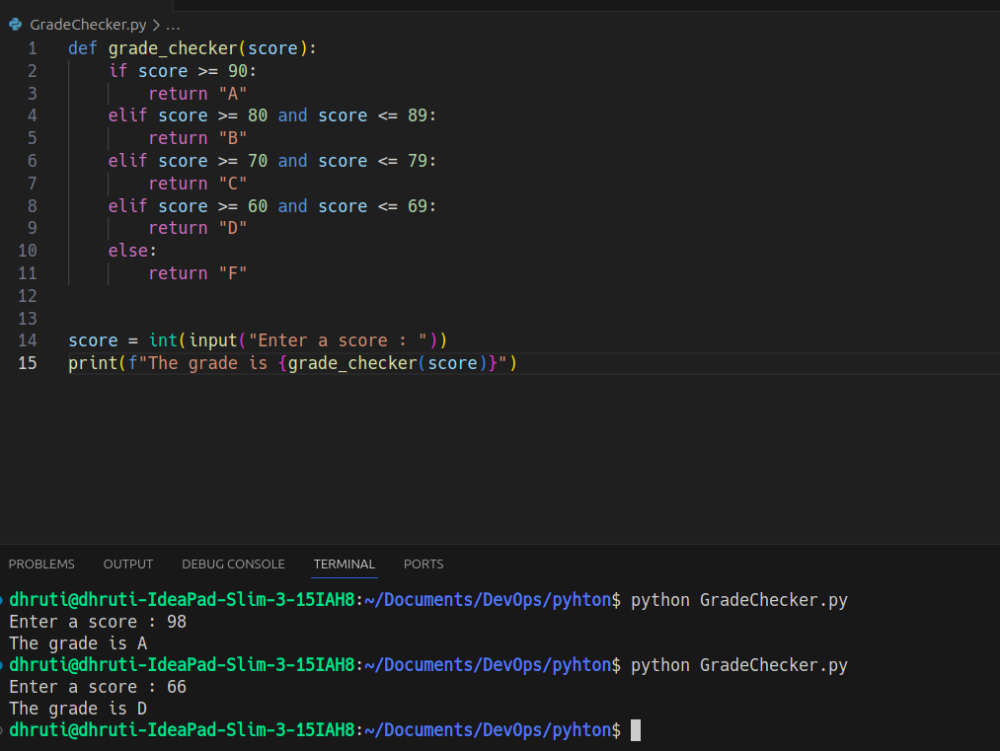 GradeChecker.py > ...
1 def grade_checker(score):
2     if score >= 90:
3         return "A"
4     elif score >= 80 and score <= 89:
5         return "B"
6     elif score >= 70 and score <= 79:
7         return "C"
8     elif score >= 60 and score <= 69:
9         return "D"
10     else:
11         return "F"
12
13
14 score = int(input("Enter a score : "))
15 print(f"The grade is {grade_checker(score)}")
PROBLEMS OUTPUT DEBUG CONSOLE TERMINAL PORTS
dhruti@dhruti-IdeaPad-Slim-3-15IAH8:~/Documents/DevOps/pyhton$ python GradeChecker.py
Enter a score : 98
The grade is A
dhruti@dhruti-IdeaPad-Slim-3-15IAH8:~/Documents/DevOps/pyhton$ python GradeChecker.py
Enter a score : 66
The grade is D
dhruti@dhruti-IdeaPad-Slim-3-15IAH8:~/Documents/DevOps/pyhton$